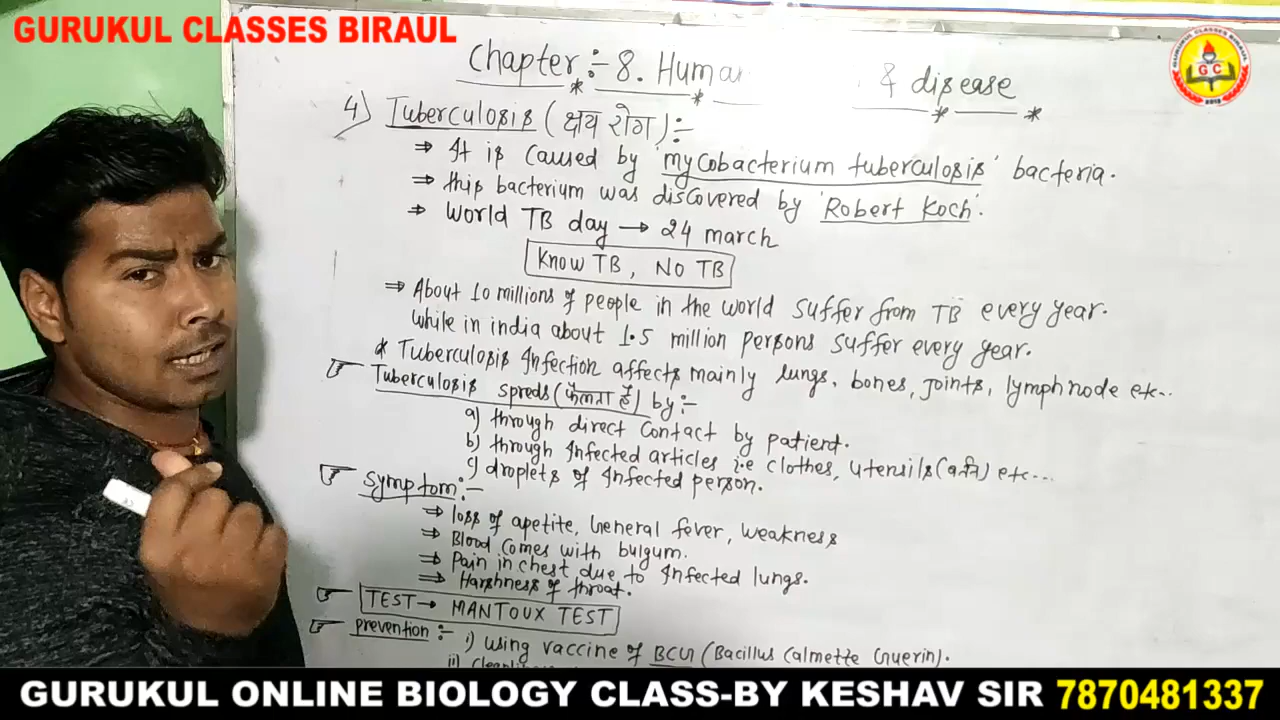 GURUKUL CLASSES BIRAUL
GURUKUL CLASSES BIRAUL
G C
Chapter :- 8. Human & disease
4) Tuberculosis (क्षय रोग) :-
⇒ It is caused by 'mycobacterium tuberculosis' bacteria.
⇒ this bacterium was discovered by 'Robert Koch'.
⇒ World TB day → 24 march
Know TB, NO TB
⇒ About 10 millions of people in the world suffer from TB every year.
while in india about 1.5 million persons suffer every year.
* Tuberculosis Infection affects mainly lungs, bones, joints, lymph node etc...
Tuberculosis spreds (फैलता है) by :-
a) through direct contact by patient.
b) through Infected articles i.e clothes, utensils ( ) etc...
c) droplets of Infected person.
Symptom :-
⇒ loss of apetite, General fever, weakness
⇒ Blood comes with bulgum.
⇒ Pain in chest due to Infected lungs.
⇒ Harshness of throat.
TEST → MANTOUX TEST
prevention :- i) using vaccine of BCG (Bacillus Calmette Guerin).
ii)
GURUKUL ONLINE BIOLOGY CLASS-BY KESHAV SIR 7870481337